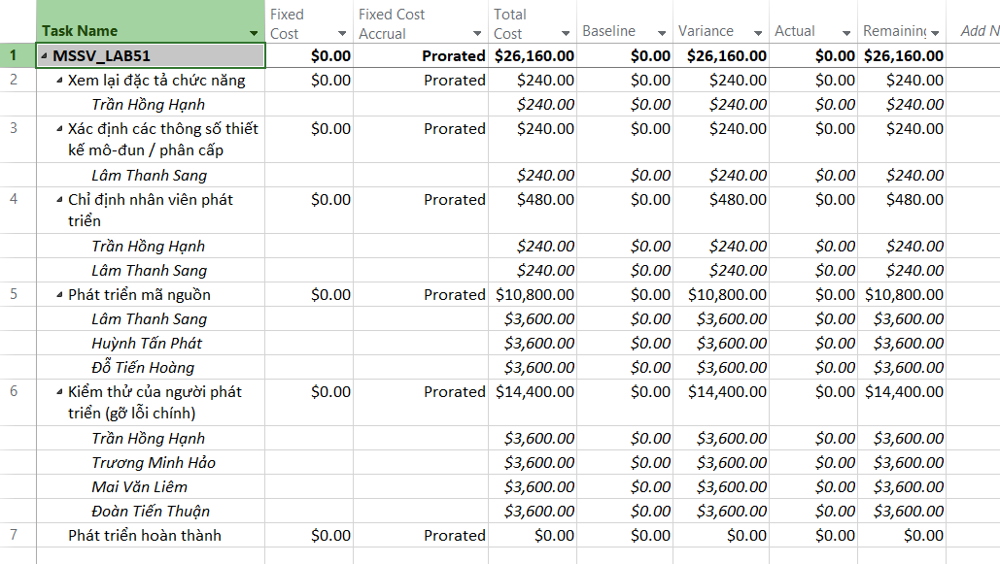 Task Name Fixed Cost Fixed Cost Accrual Total Cost Baseline Variance Actual Remaining Add N
1 MSSV_LAB51 $0.00 Prorated $26,160.00 $0.00 $26,160.00 $0.00 $26,160.00
2 Xem lại đặc tả chức năng $0.00 Prorated $240.00 $0.00 $240.00 $0.00 $240.00
Trần Hồng Hạnh $240.00 $0.00 $240.00 $0.00 $240.00
3 Xác định các thông số thiết $0.00 Prorated $240.00 $0.00 $240.00 $0.00 $240.00
kế mô-đun / phân cấp
Lâm Thanh Sang $240.00 $0.00 $240.00 $0.00 $240.00
4 Chỉ định nhân viên phát $0.00 Prorated $480.00 $0.00 $480.00 $0.00 $480.00
triển
Trần Hồng Hạnh $240.00 $0.00 $240.00 $0.00 $240.00
Lâm Thanh Sang $240.00 $0.00 $240.00 $0.00 $240.00
5 Phát triển mã nguồn $0.00 Prorated $10,800.00 $0.00 $10,800.00 $0.00 $10,800.00
Lâm Thanh Sang $3,600.00 $0.00 $3,600.00 $0.00 $3,600.00
Huỳnh Tấn Phát $3,600.00 $0.00 $3,600.00 $0.00 $3,600.00
Đỗ Tiến Hoàng $3,600.00 $0.00 $3,600.00 $0.00 $3,600.00
6 Kiểm thử của người phát $0.00 Prorated $14,400.00 $0.00 $14,400.00 $0.00 $14,400.00
triển (gỡ lỗi chính)
Trần Hồng Hạnh $3,600.00 $0.00 $3,600.00 $0.00 $3,600.00
Trương Minh Hảo $3,600.00 $0.00 $3,600.00 $0.00 $3,600.00
Mai Văn Liêm $3,600.00 $0.00 $3,600.00 $0.00 $3,600.00
Đoàn Tiến Thuận $3,600.00 $0.00 $3,600.00 $0.00 $3,600.00
7 Phát triển hoàn thành $0.00 Prorated $0.00 $0.00 $0.00 $0.00 $0.00